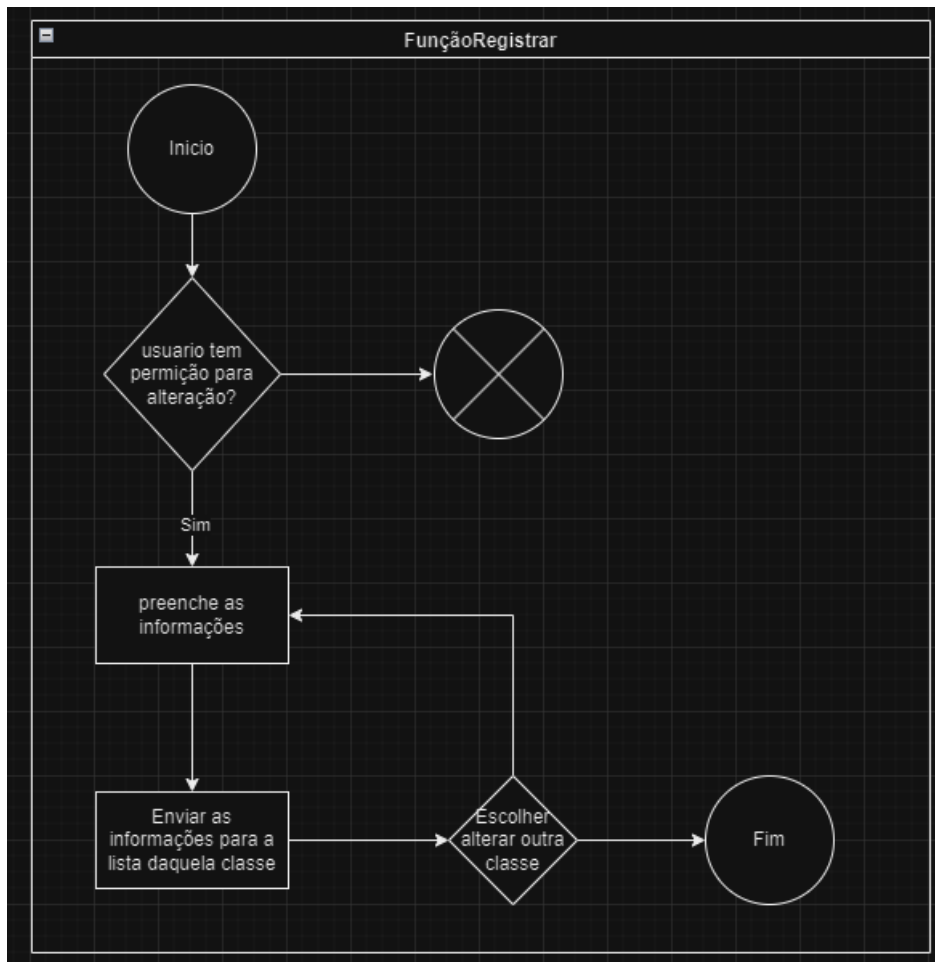 FunçãoRegistrar
Inicio
usuario tem
permição para
alteração?
Sim
preenche as
informações
Enviar as
informações para a
lista daquela classe
Escolher
alterar outra
classe
Fim